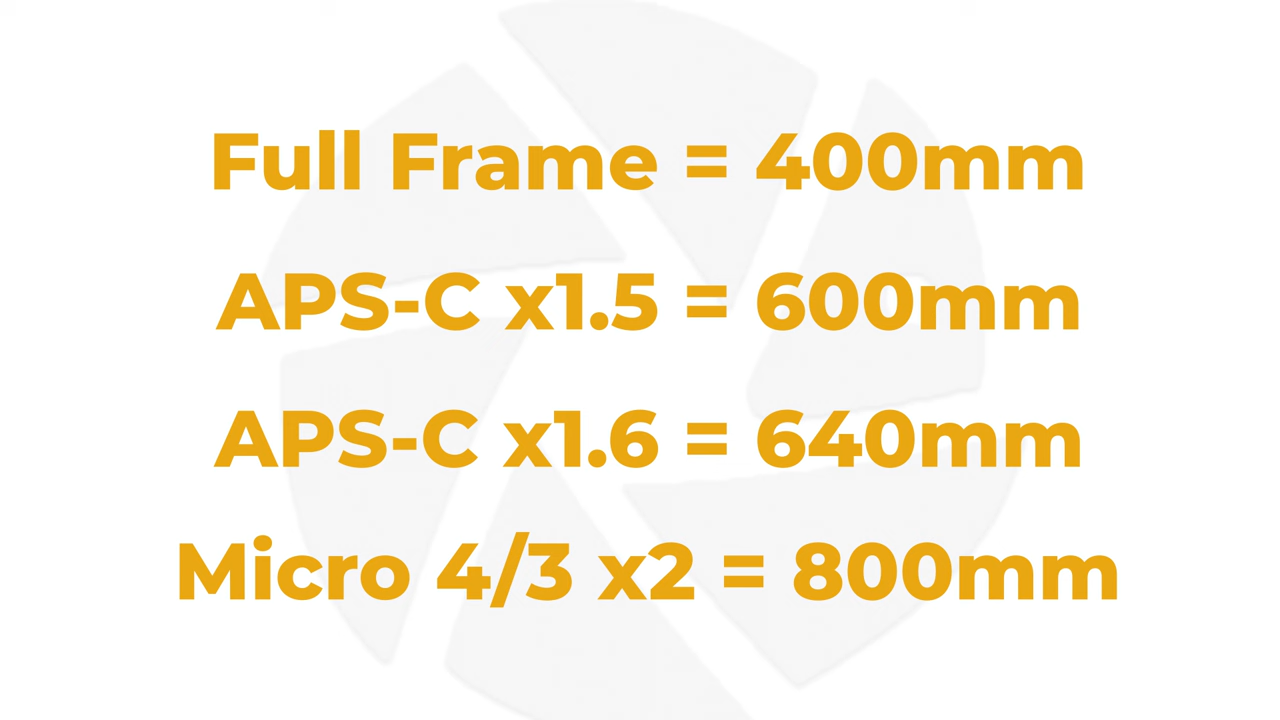 Full Frame = 400mm
APS-C x1.5 = 600mm
APS-C x1.6 = 640mm
Micro 4/3 x2 = 800mm